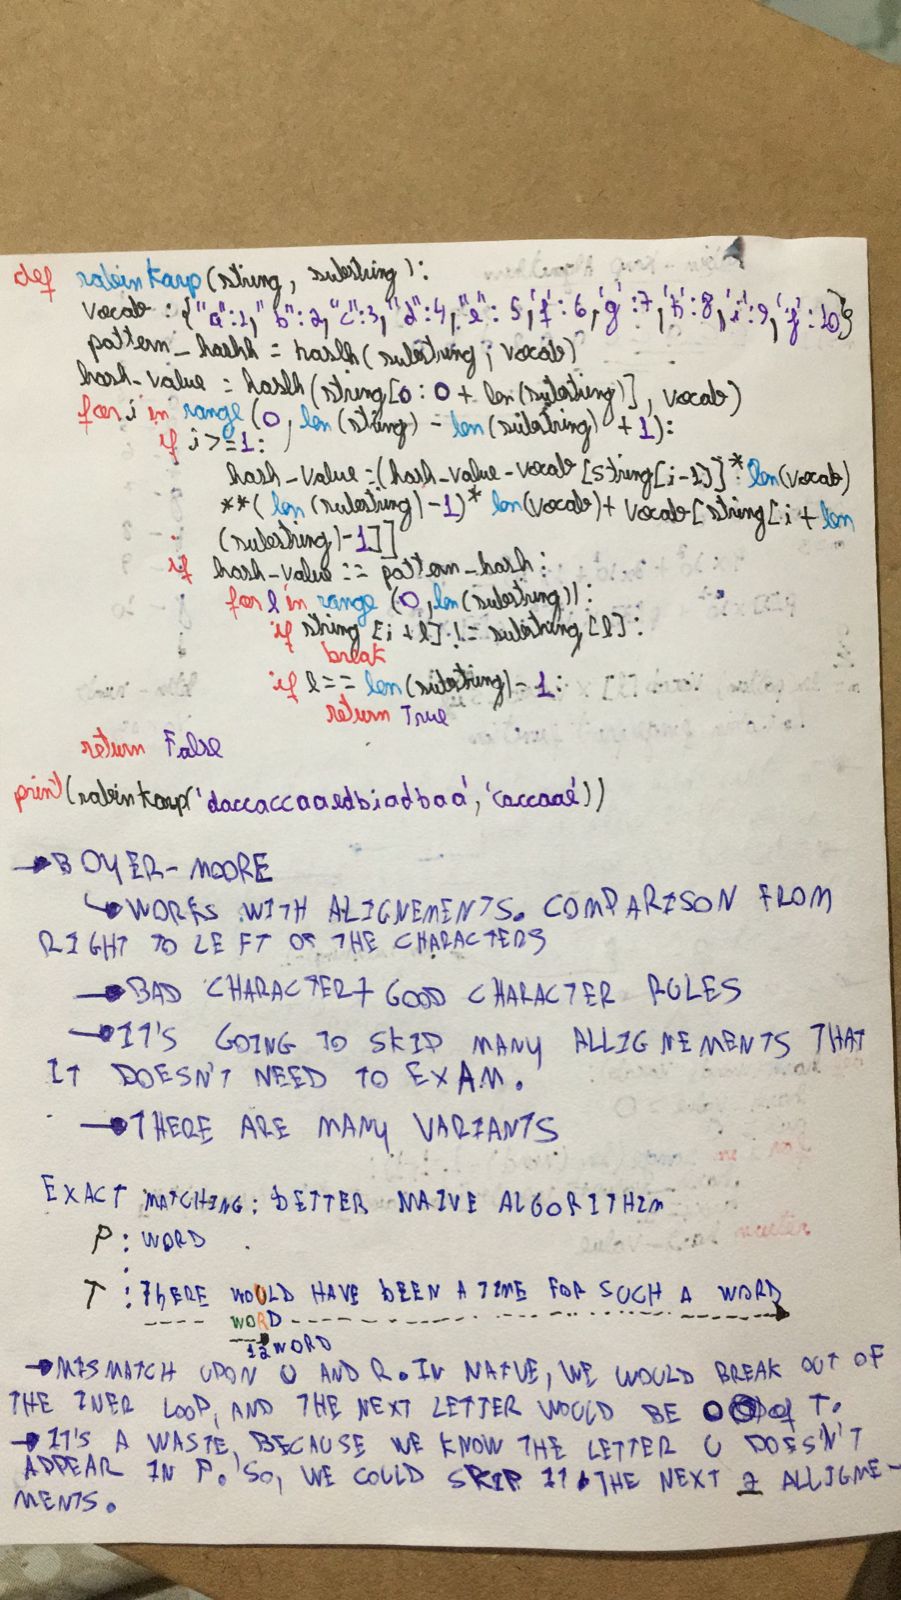 def rabinkarp(string, substring):
vocab : {"a":1,"b":2,"c":3,"d":4,"e": 5,'f':6,'g':7,'h':8,'i':9,'j':10}
pattern_hashh = hashh(substring, vocab)
hash_value = hashh(string[0:0+ len(substring)], vocab)
for i in range(0, len(string) - len(substring) + 1):
if i >= 1:
hash_value = (hash_value - vocab[string[i-1]] * len(vocab)
**(len(substring)-1)* len(vocab)+ vocab[string[i + len
(substring)-1]]
if hash_value == pattern_hash:
for l in range (0, len(substring)):
if string [i + l] != substring[l]:
break
if l == len(substring)- 1:
return True
return False
print(rabinkarp('daccaccaaedbiadbaa', 'caccaae'))
→BOYER-MOORE
↳WORKS WITH ALIGNEMENTS. COMPARISON FROM
RIGHT TO LEFT OF THE CHARACTERS
→BAD CHARACTER + GOOD CHARACTER RULES
→IT'S GOING TO SKIP MANY ALLIGNEMENTS THAT
IT DOESN'T NEED TO EXAM.
→THERE ARE MANY VARIANTS
EXACT MATCHING: BETTER NAIVE ALGORITHIM
P: WORD
T: THERE WOULD HAVE BEEN A TIME FOR SUCH A WORD
WORD
12 WORD
→MISMATCH UPON U AND R. IN NAIVE, WE WOULD BREAK OUT OF
THE INER LOOP, AND THE NEXT LETTER WOULD BE O of T.
→IT'S A WASTE, BECAUSE WE KNOW THE LETTER U DOESN'T
APPEAR IN P. SO, WE COULD SKIP IT. THE NEXT 2 ALLIGME-
MENTS.